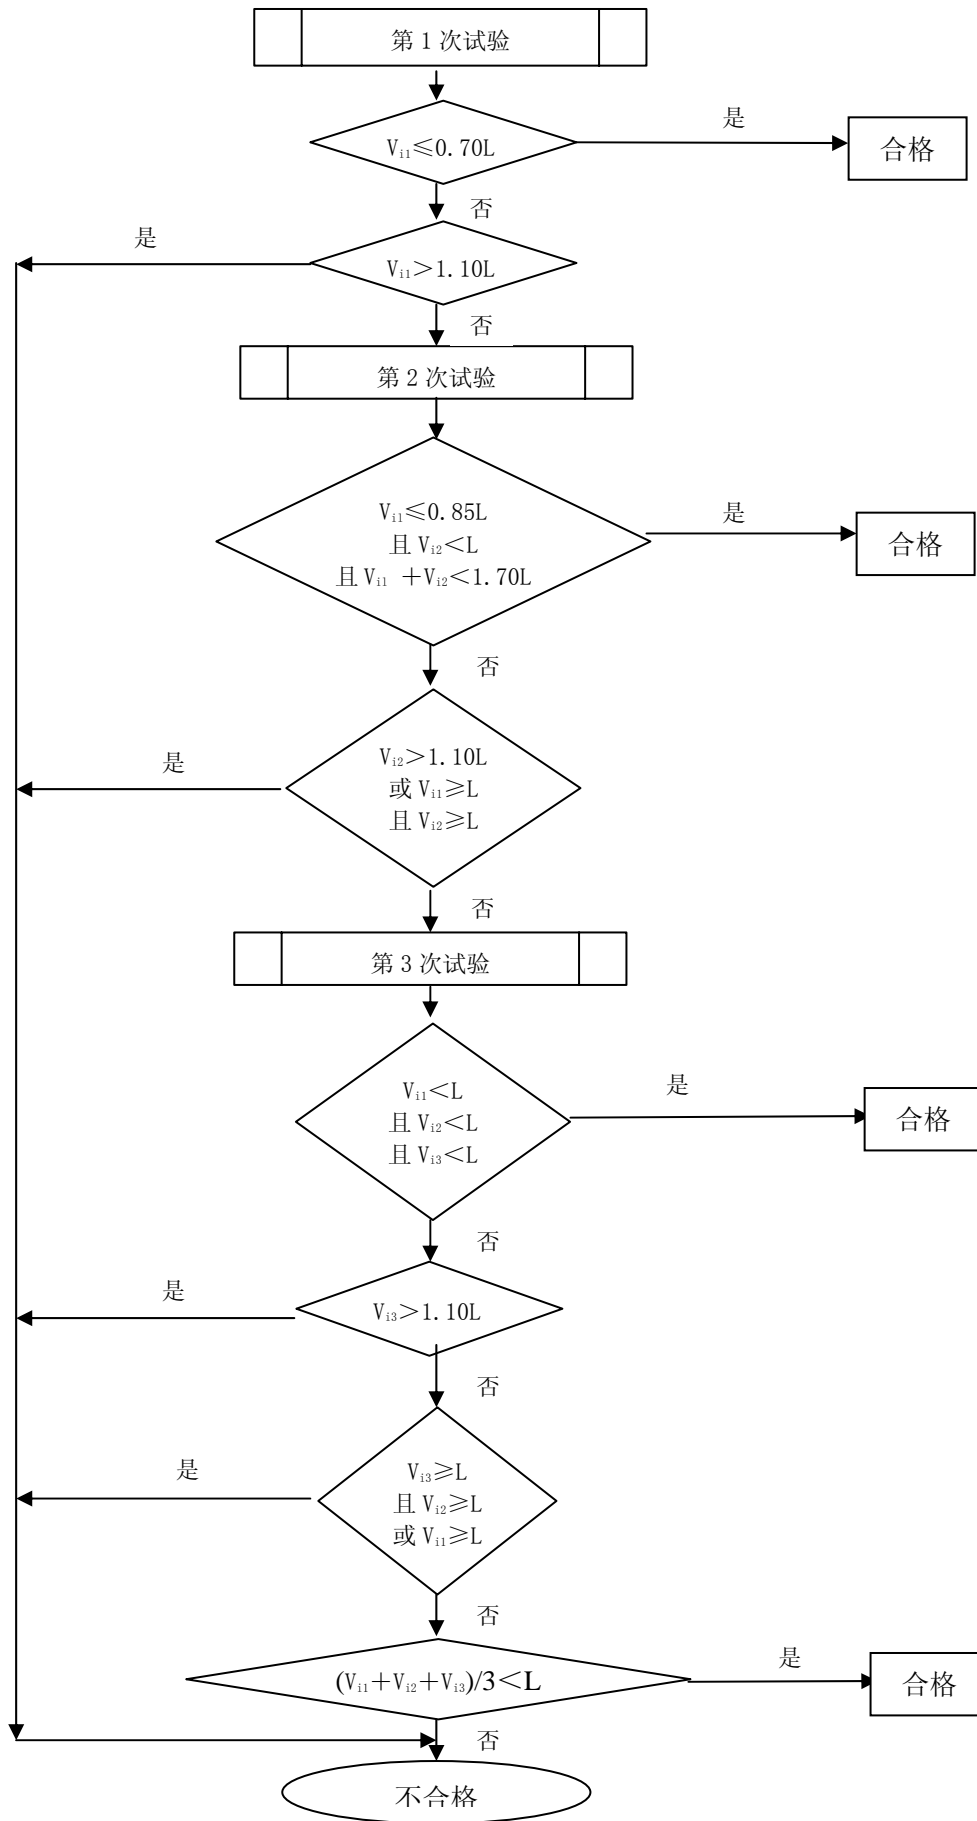 第 1 次试验
是
Vi1≤0.70L
合格
否
是
Vi1＞1.10L
否
第 2 次试验
Vi1≤0.85L
且 Vi2＜L
且 Vi1 ＋Vi2＜1.70L
是
合格
否
是
Vi2＞1.10L
或 Vi1≥L
且 Vi2≥L
否
第 3 次试验
Vi1＜L
且 Vi2＜L
且 Vi3＜L
是
合格
否
是
Vi3＞1.10L
否
是
Vi3≥L
且 Vi2≥L
或 Vi1≥L
否
(Vi1＋Vi2＋Vi3)/3＜L
是
合格
否
不合格